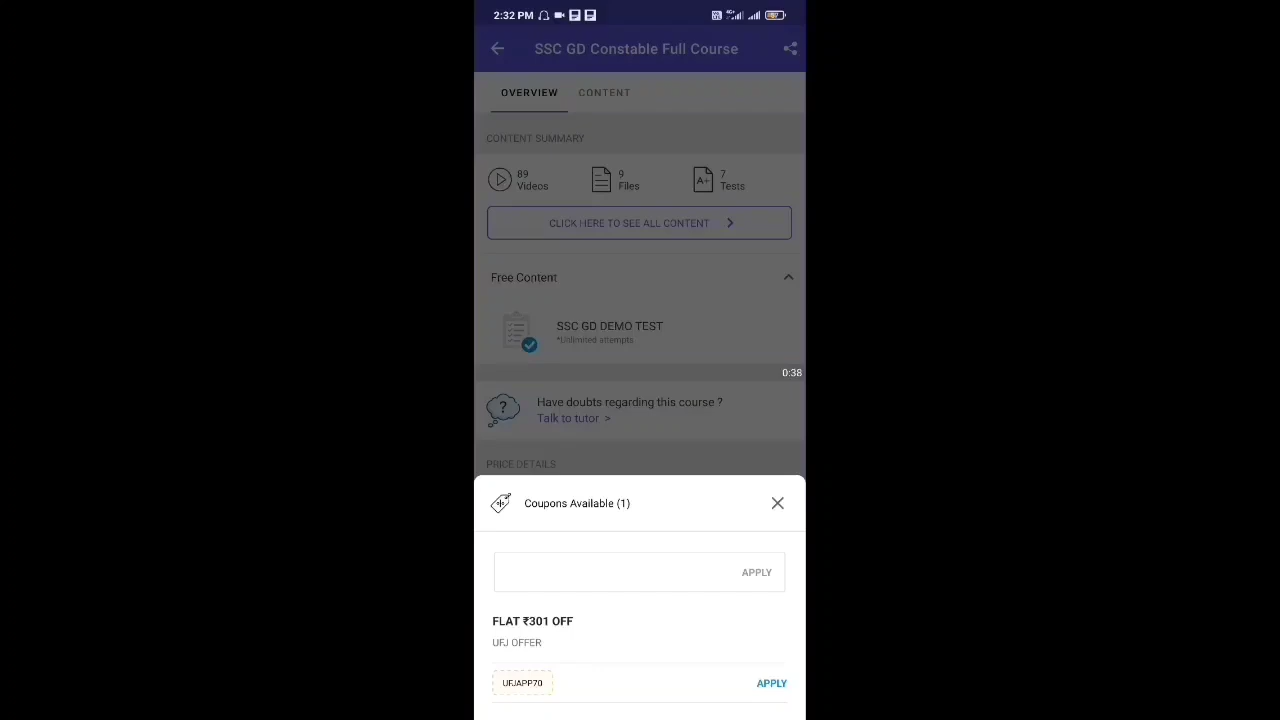 2:32 PM
SSC GD Constable Full Course
OVERVIEW CONTENT
CONTENT SUMMARY
89 Videos
9 Files
A+ 7 Tests
CLICK HERE TO SEE ALL CONTENT
Free Content
SSC GD DEMO TEST
*Unlimited attempts
0:38
Have doubts regarding this course ?
Talk to tutor >
PRICE DETAILS
Coupons Available (1)
APPLY
FLAT ₹301 OFF
UFJ OFFER
UFJAPP70 APPLY